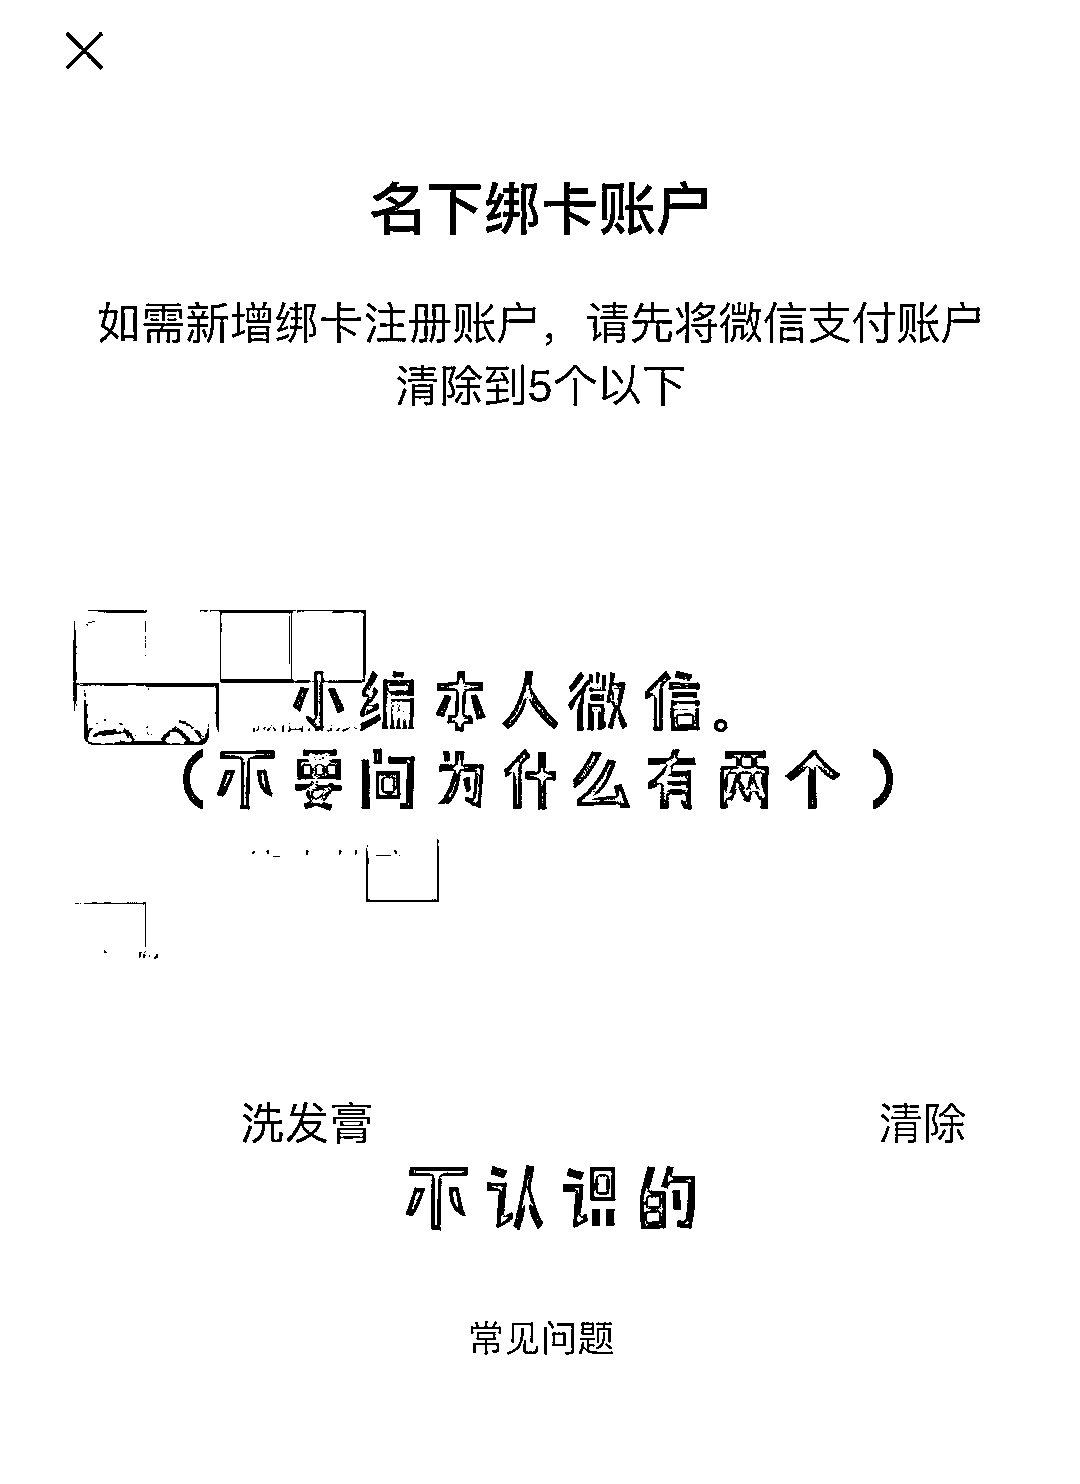 名下绑卡账户
如需新增绑卡注册账户，请先将微信支付账户
清除到5个以下
小编本人微信。
（不要问为什么有两个）
洗发膏 清除
不认识的
常见问题